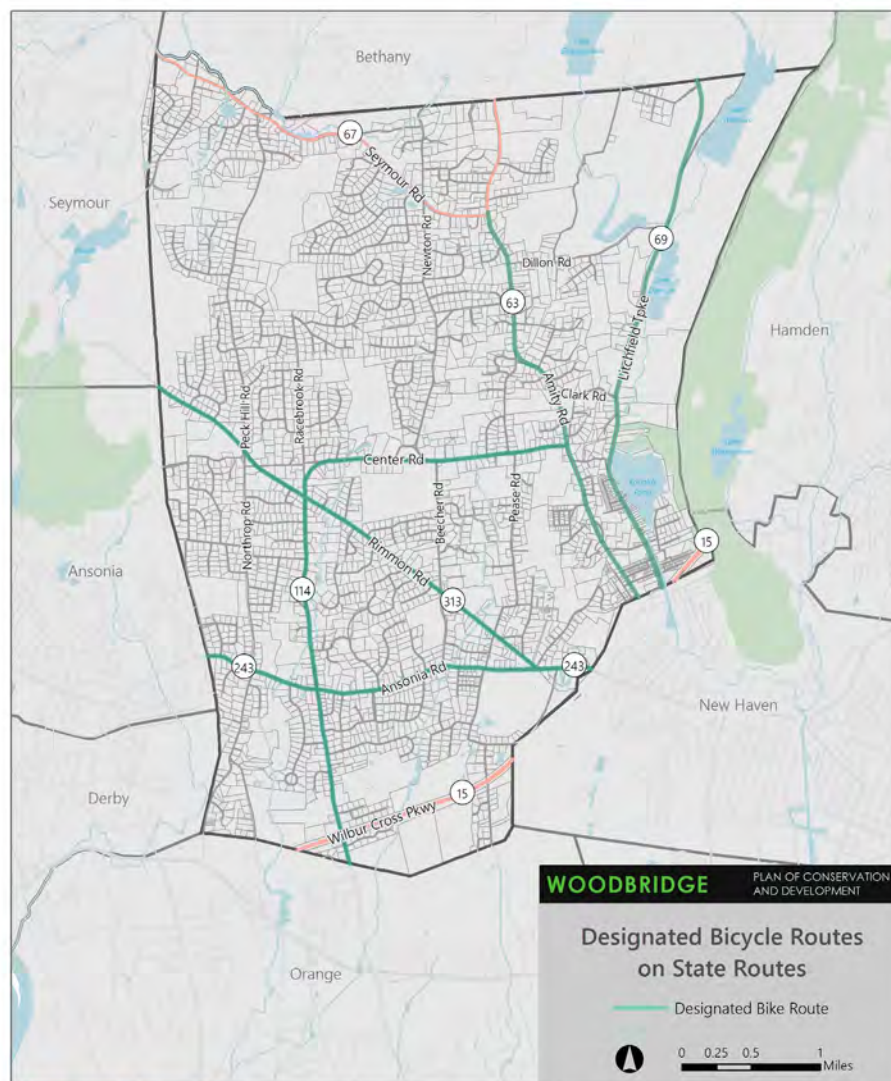 Bethany
67
Seymour Rd
Seymour
Newton Rd
69
Dillon Rd
63
Litchfield Tpke
Hamden
Amity Rd
Clark Rd
Peck Hill Rd
Racebrook Rd
Center Rd
Beecher Rd
Pease Rd
Northrop Rd
15
Ansonia
Rimmon Rd
114
313
243
243
Ansonia Rd
New Haven
Derby
15
Wilbur Cross Pkwy
Orange
WOODBRIDGE
PLAN OF CONSERVATION
AND DEVELOPMENT
Designated Bicycle Routes
on State Routes
Designated Bike Route
0 0.25 0.5 1
Miles